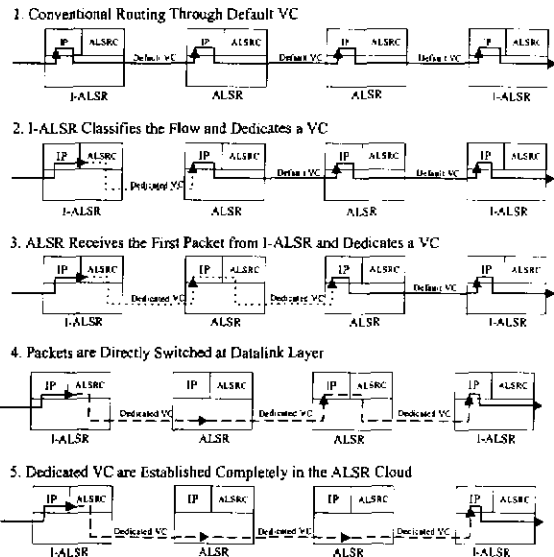 1. Conventional Routing Through Default VC
IP ALSRC IP ALSRC IP ALSRC IP ALSRC
Default VC Default VC Default VC
I-ALSR ALSR ALSR I-ALSR
2. I-ALSR Classifies the Flow and Dedicates a VC
IP ALSRC IP ALSRC IP ALSRC IP ALSRC
Dedicated VC Default VC Default VC
I-ALSR ALSR ALSR I-ALSR
3. ALSR Receives the First Packet from I-ALSR and Dedicates a VC
IP ALSRC IP ALSRC IP ALSRC IP ALSRC
Dedicated VC Dedicated VC Default VC
I-ALSR ALSR ALSR I-ALSR
4. Packets are Directly Switched at Datalink Layer
IP ALSRC IP ALSRC IP ALSRC IP ALSRC
Dedicated VC Dedicated VC Dedicated VC
I-ALSR ALSR ALSR I-ALSR
5. Dedicated VC are Established Completely in the ALSR Cloud
IP ALSRC IP ALSRC IP ALSRC IP ALSRC
Dedicated VC Dedicated VC Dedicated VC
I-ALSR ALSR ALSR I-ALSR